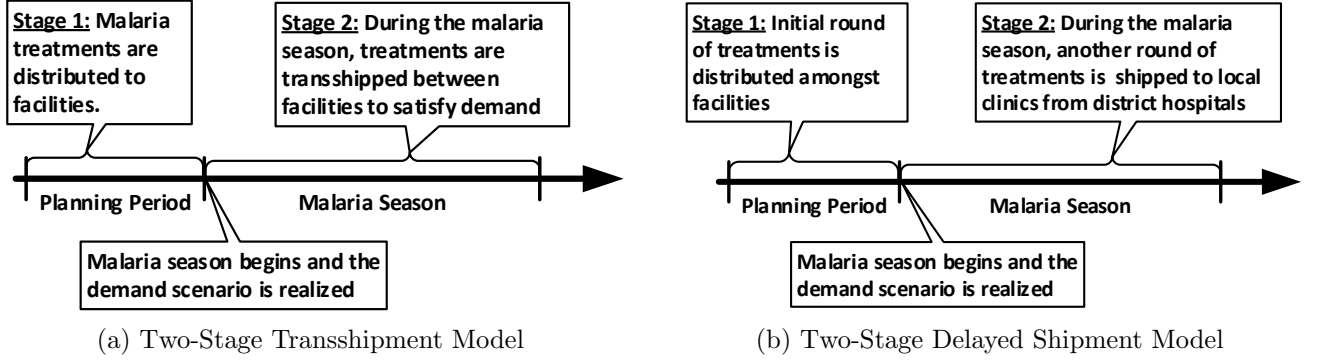 Stage 1: Malaria
treatments are
distributed to
facilities.
Stage 2: During the malaria
season, treatments are
transshipped between
facilities to satisfy demand
Planning Period
Malaria Season
Malaria season begins and the
demand scenario is realized
(a) Two-Stage Transshipment Model
Stage 1: Initial round
of treatments is
distributed amongst
facilities
Stage 2: During the malaria
season, another round of
treatments is shipped to local
clinics from district hospitals
Planning Period
Malaria Season
Malaria season begins and the
demand scenario is realized
(b) Two-Stage Delayed Shipment Model